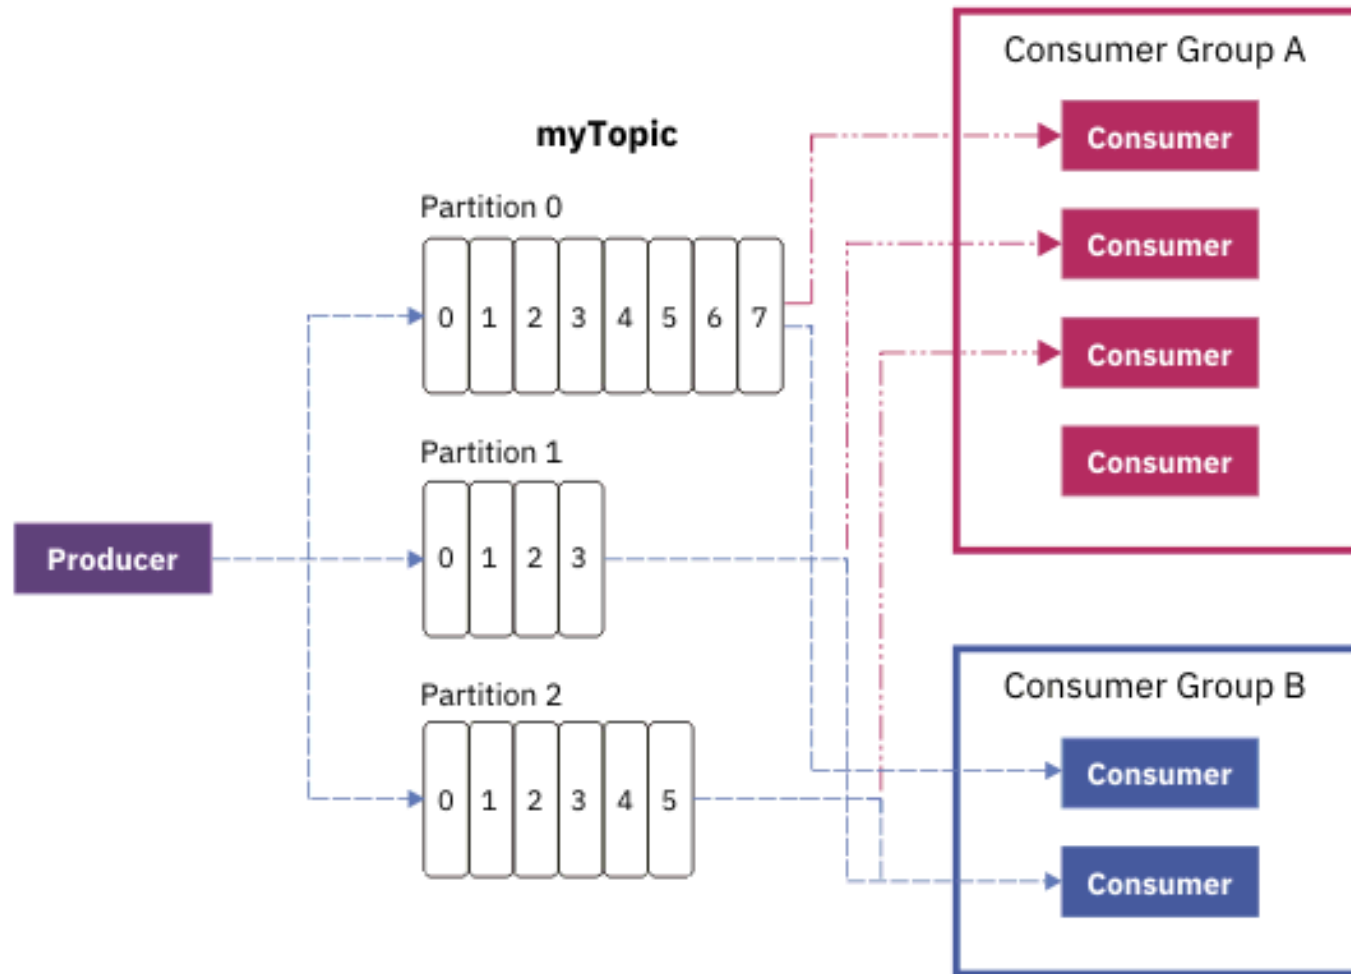 Consumer Group A
Consumer
myTopic
Consumer
Partition 0
0 1 2 3 4 5 6 7
Consumer
Consumer
Partition 1
0 1 2 3
Producer
Partition 2
0 1 2 3 4 5
Consumer Group B
Consumer
Consumer